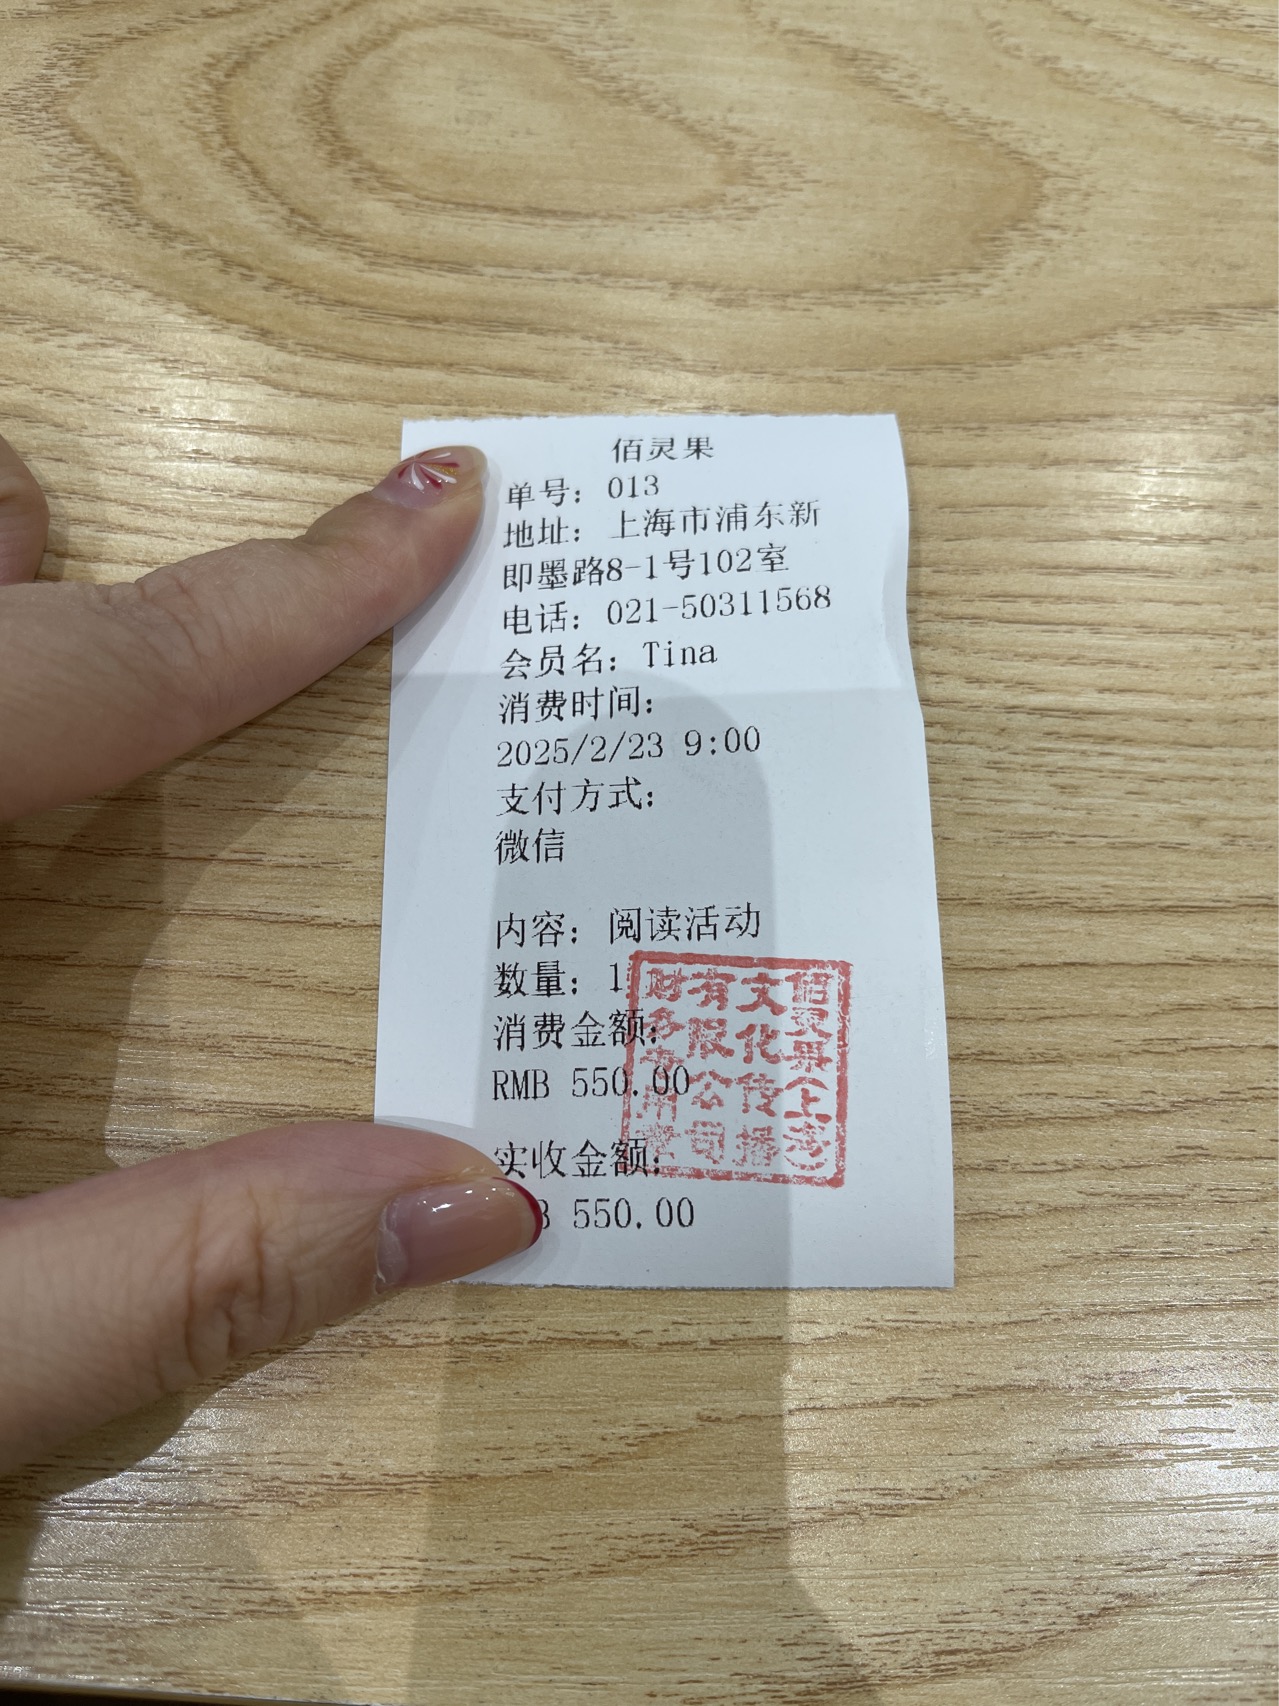 佰灵果
单号：013
地址：上海市浦东新
即墨路8-1号102室
电话：021-50311568
会员名：Tina
消费时间：
2025/2/23 9:00
支付方式：
微信
内容：阅读活动
数量：1
消费金额：
RMB 550.00
实收金额：
B 550.00
佰灵果（上海）
文化传播
有限公司
财务专用章